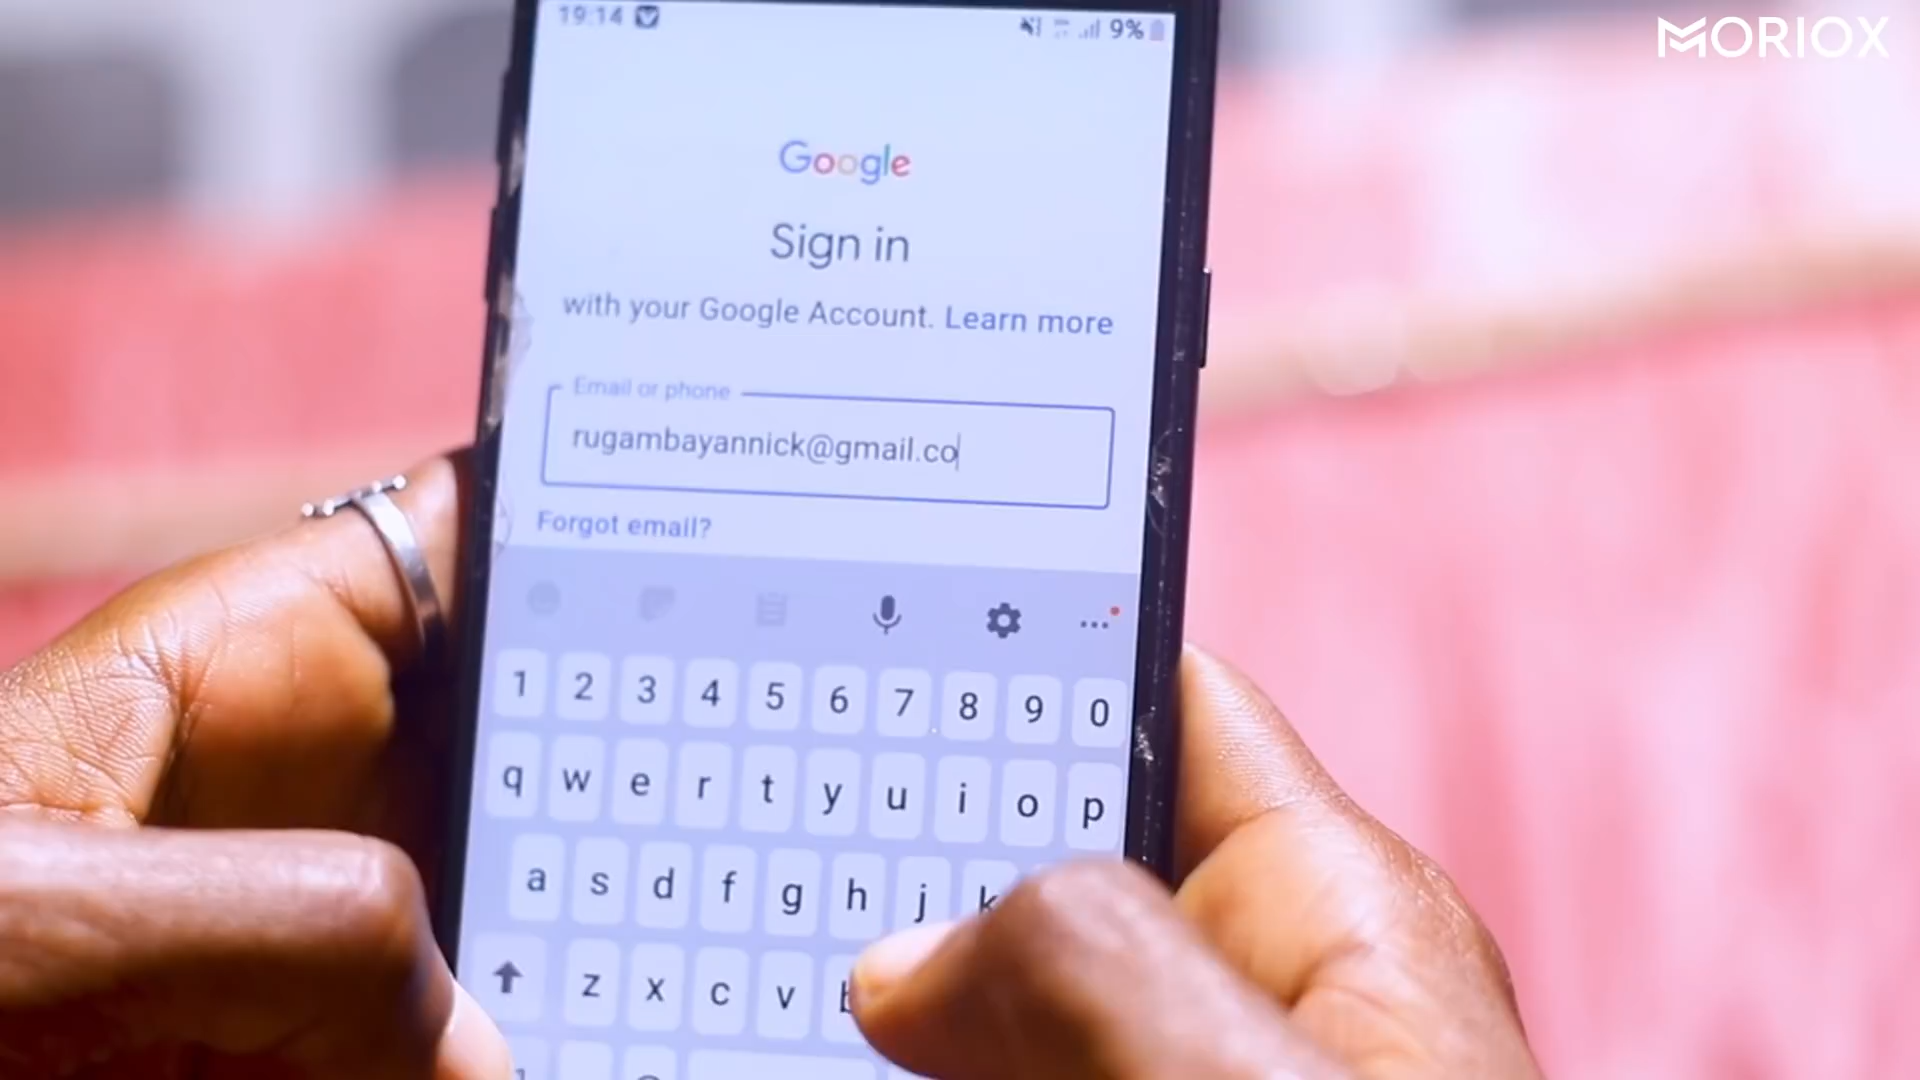 19:14
9%
MORIOX
Google
Sign in
with your Google Account. Learn more
Email or phone
rugambayannick@gmail.co
Forgot email?
1 2 3 4 5 6 7 8 9 0
q w e r t y u i o p
a s d f g h j k
z x c v b